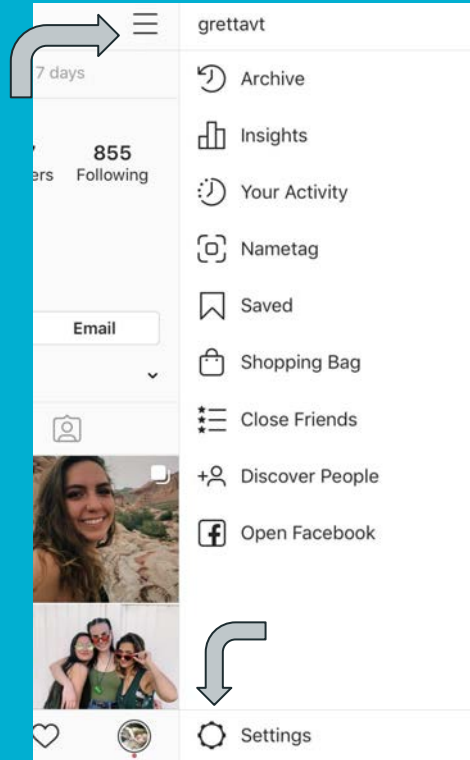 grettavt
7 days
855
ers Following
Email
Archive
Insights
Your Activity
Nametag
Saved
Shopping Bag
Close Friends
Discover People
Open Facebook
Settings